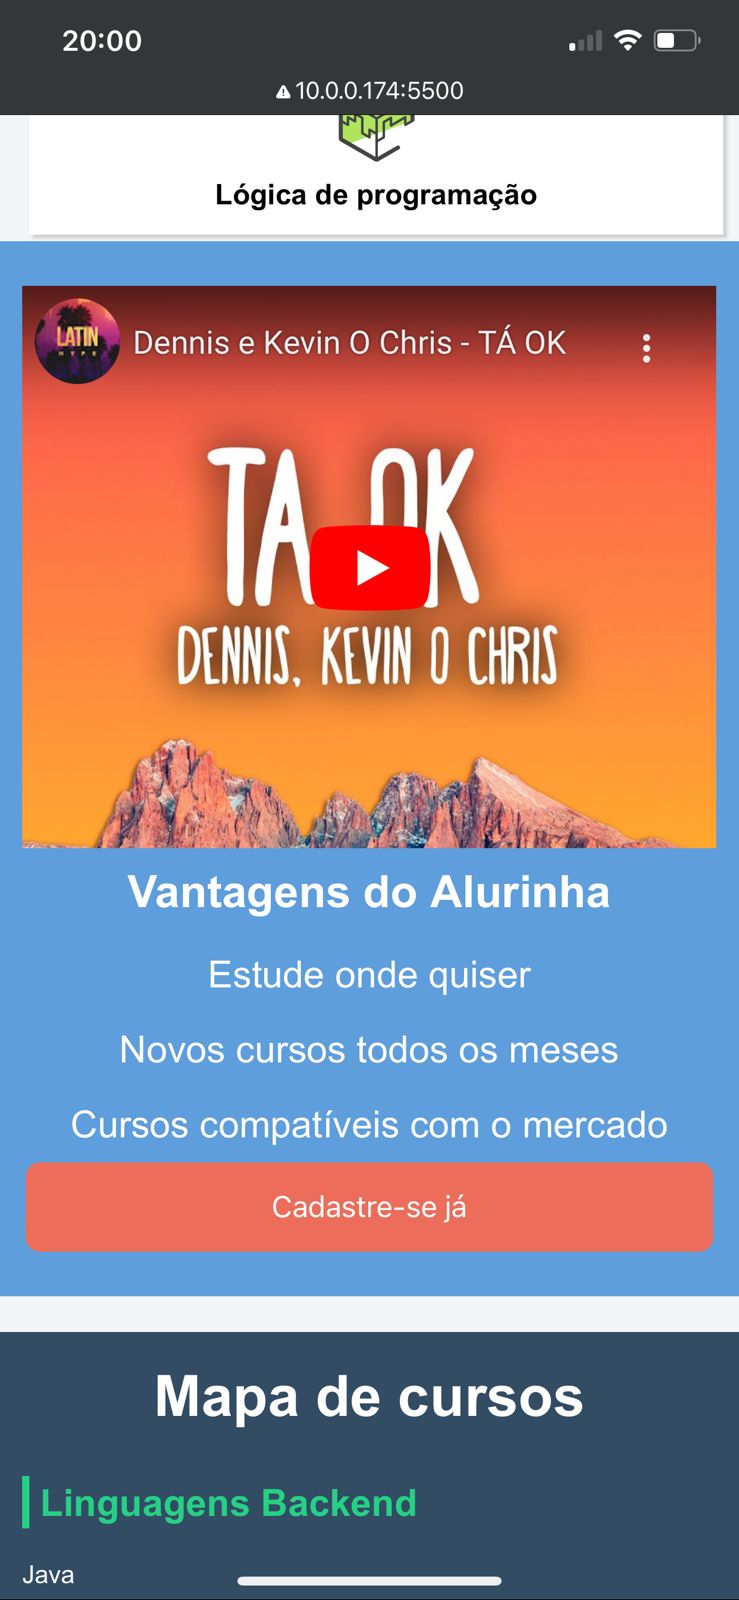 20:00
10.0.0.174:5500
Lógica de programação
LATIN
HYPE
Dennis e Kevin O Chris - TÁ OK
TA OK
DENNIS, KEVIN O CHRIS
Vantagens do Alurinha
Estude onde quiser
Novos cursos todos os meses
Cursos compatíveis com o mercado
Cadastre-se já
Mapa de cursos
Linguagens Backend
Java